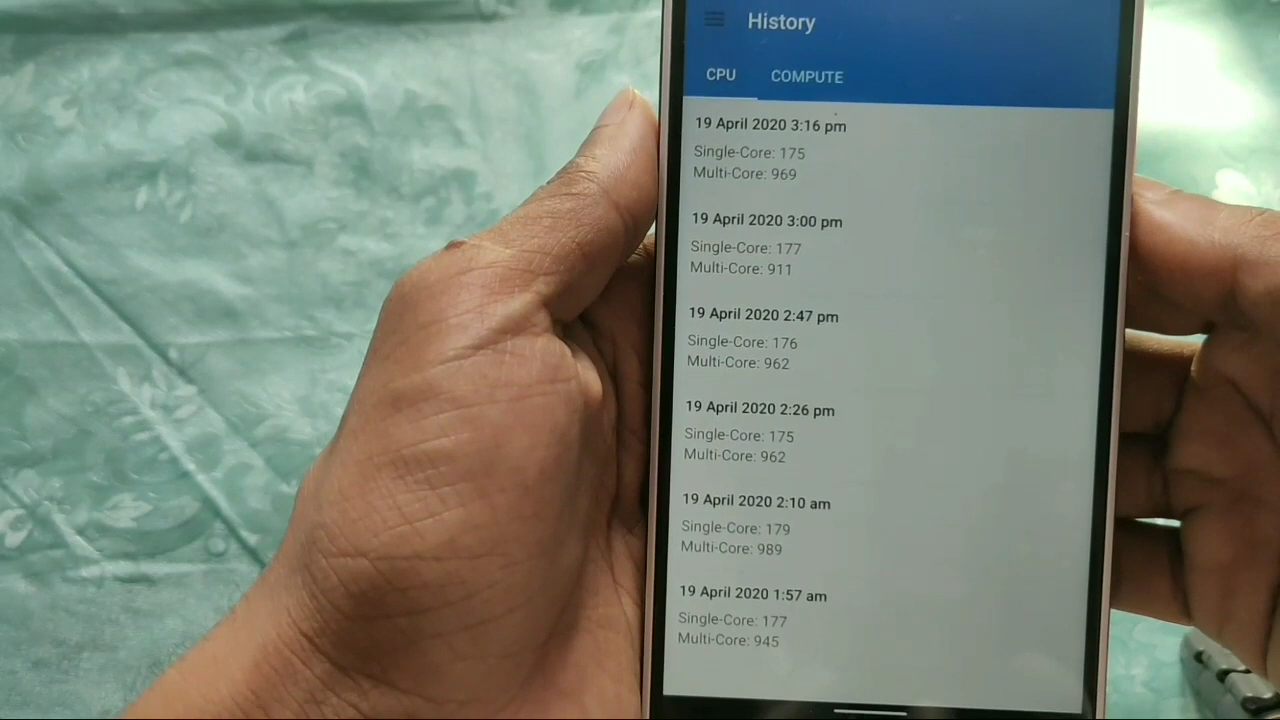 History
CPU COMPUTE
19 April 2020 3:16 pm
Single-Core: 175
Multi-Core: 969
19 April 2020 3:00 pm
Single-Core: 177
Multi-Core: 911
19 April 2020 2:47 pm
Single-Core: 176
Multi-Core: 962
19 April 2020 2:26 pm
Single-Core: 175
Multi-Core: 962
19 April 2020 2:10 am
Single-Core: 179
Multi-Core: 989
19 April 2020 1:57 am
Single-Core: 177
Multi-Core: 945